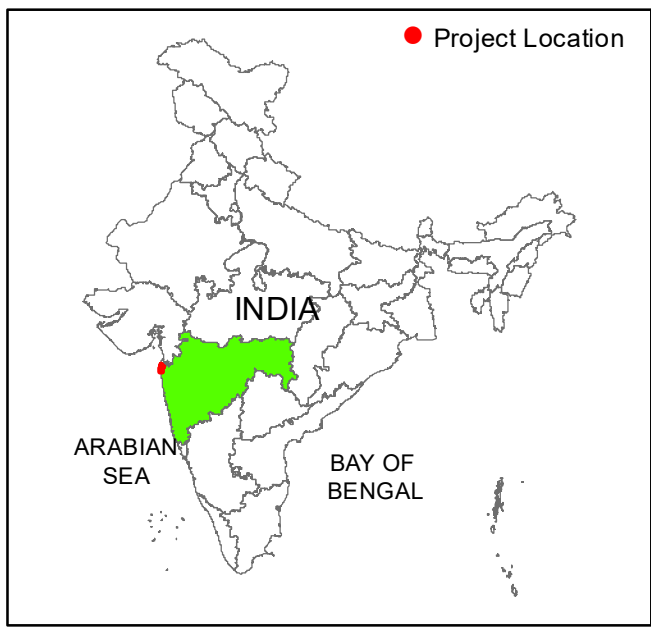 Project Location
INDIA
ARABIAN
SEA
BAY OF
BENGAL